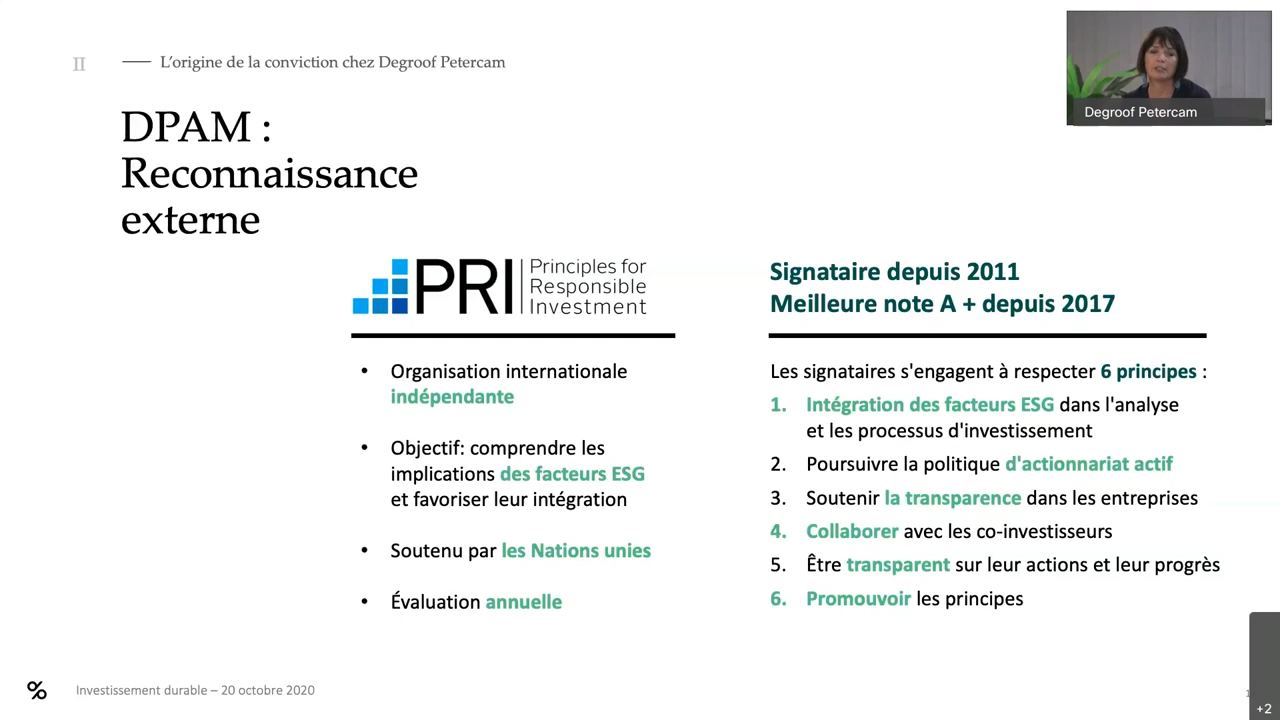 II
L'origine de la conviction chez Degroof Petercam
DPAM :
Reconnaissance
externe
Degroof Petercam
PRI
Principles for
Responsible
Investment
• Organisation internationale
indépendante
• Objectif: comprendre les
implications des facteurs ESG
et favoriser leur intégration
• Soutenu par les Nations unies
• Évaluation annuelle
Signataire depuis 2011
Meilleure note A + depuis 2017
Les signataires s'engagent à respecter 6 principes :
1. Intégration des facteurs ESG dans l'analyse
et les processus d'investissement
2. Poursuivre la politique d'actionnariat actif
3. Soutenir la transparence dans les entreprises
4. Collaborer avec les co-investisseurs
5. Être transparent sur leur actions et leur progrès
6. Promouvoir les principes
Investissement durable – 20 octobre 2020
+2